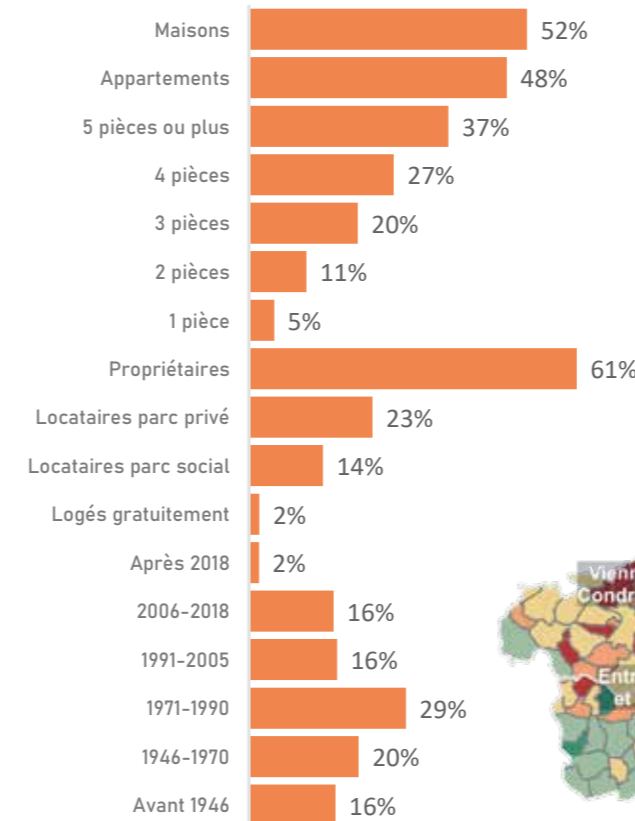 Maisons 52%
Appartements 48%
5 pièces ou plus 37%
4 pièces 27%
3 pièces 20%
2 pièces 11%
1 pièce 5%
Propriétaires 61%
Locataires parc privé 23%
Locataires parc social 14%
Logés gratuitement 2%
Après 2018 2%
2006-2018 16%
1991-2005 16%
1971-1990 29%
1946-1970 20%
Avant 1946 16%
et